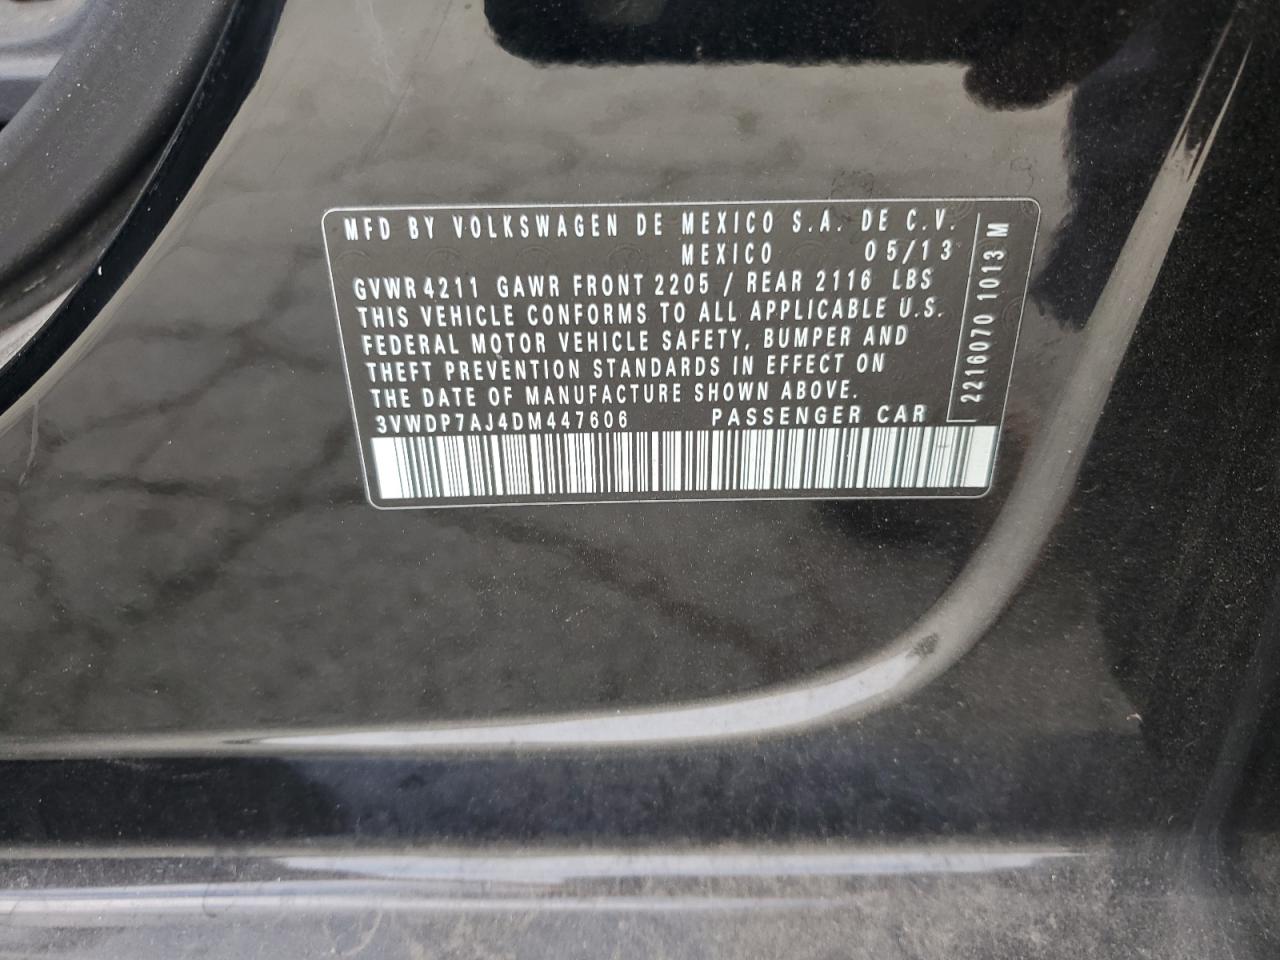 MFD BY VOLKSWAGEN DE MEXICO S.A. DE C.V.
MEXICO 05/13
GVWR 4211 GAWR FRONT 2205 / REAR 2116 LBS
THIS VEHICLE CONFORMS TO ALL APPLICABLE U.S.
FEDERAL MOTOR VEHICLE SAFETY, BUMPER AND
THEFT PREVENTION STANDARDS IN EFFECT ON
THE DATE OF MANUFACTURE SHOWN ABOVE.
3VWDP7AJ4DM447606 PASSENGER CAR
2216070 1013 M